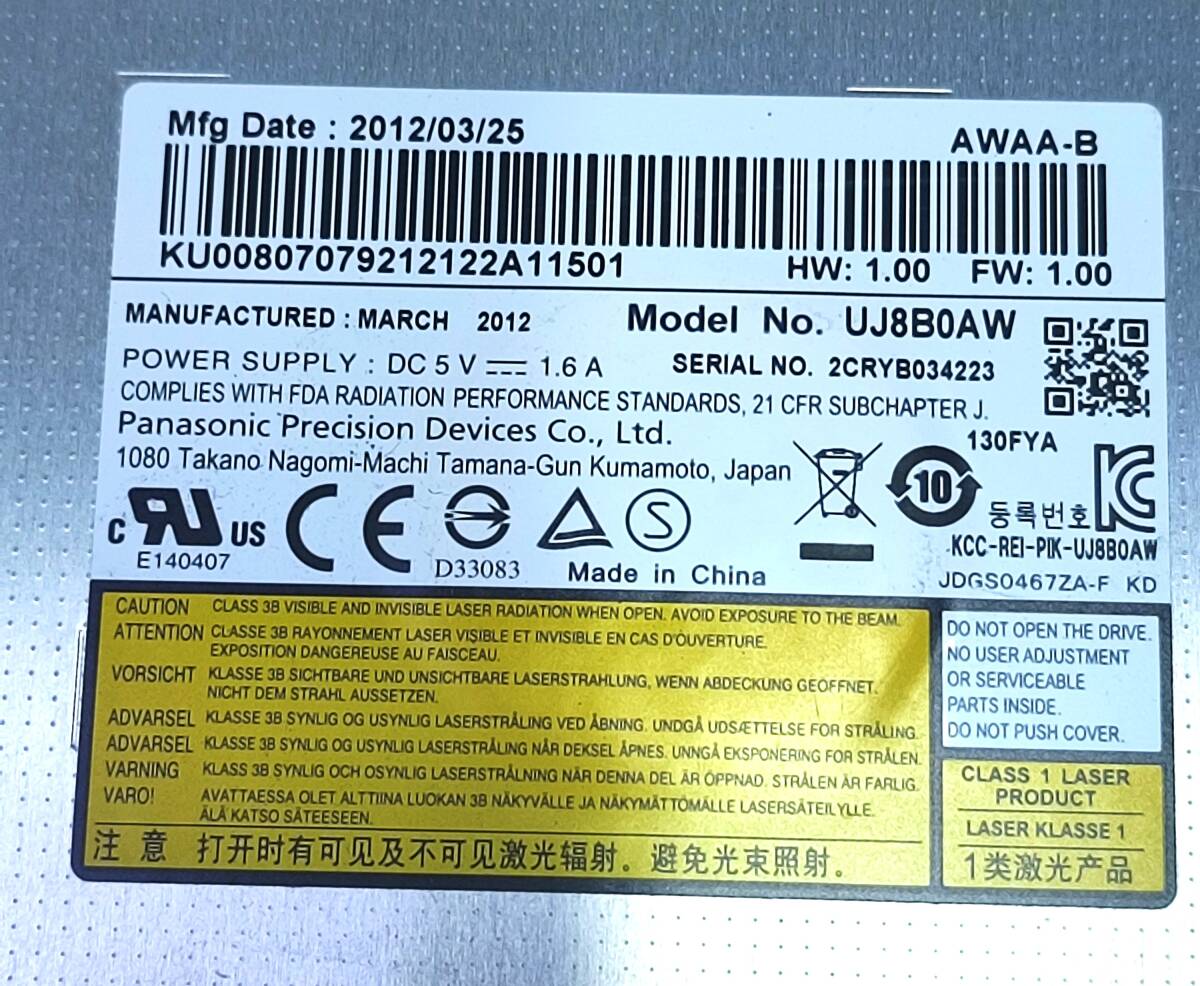 Mfg Date : 2012/03/25
AWAA-B
KU00807079212122A11501
HW: 1.00 FW: 1.00
MANUFACTURED : MARCH 2012
Model No. UJ8B0AW
POWER SUPPLY : DC 5 V ⎓ 1.6 A
SERIAL NO. 2CRYB034223
COMPLIES WITH FDA RADIATION PERFORMANCE STANDARDS, 21 CFR SUBCHAPTER J.
Panasonic Precision Devices Co., Ltd.
130FYA
1080 Takano Nagomi-Machi Tamana-Gun Kumamoto, Japan
10
C UR US
CE
S
등록번호
KCC-REI-PIK-UJ8B0AW
E140407
D33083
Made in China
JDGS0467ZA-F KD
CAUTION CLASS 3B VISIBLE AND INVISIBLE LASER RADIATION WHEN OPEN. AVOID EXPOSURE TO THE BEAM.
ATTENTION CLASSE 3B RAYONNEMENT LASER VISIBLE ET INVISIBLE EN CAS D'OUVERTURE.
EXPOSITION DANGEREUSE AU FAISCEAU.
VORSICHT KLASSE 3B SICHTBARE UND UNSICHTBARE LASERSTRAHLUNG, WENN ABDECKUNG GEÖFFNET.
NICHT DEM STRAHL AUSSETZEN.
ADVARSEL KLASSE 3B SYNLIG OG USYNLIG LASERSTRÅLING VED ÅBNING. UNDGÅ UDSÆTTELSE FOR STRÅLING.
ADVARSEL KLASSE 3B SYNLIG OG USYNLIG LASERSTRÅLING NÅR DEKSEL ÅPNES. UNNGÅ EKSPONERING FOR STRÅLEN.
VARNING KLASS 3B SYNLIG OCH OSYNLIG LASERSTRÅLNING NÄR DENNA DEL ÄR ÖPPNAD. STRÅLEN ÄR FARLIG.
VARO! AVATTAESSA OLET ALTTIINA LUOKAN 3B NÄKYVÄLLE JA NÄKYMÄTTÖMÄLLE LASERSÄTEILYLLE.
ÄLÄ KATSO SÄTEESEEN.
注 意 打开时有可见及不可见激光辐射。避免光束照射。
DO NOT OPEN THE DRIVE.
NO USER ADJUSTMENT
OR SERVICEABLE
PARTS INSIDE.
DO NOT PUSH COVER.
CLASS 1 LASER
PRODUCT
LASER KLASSE 1
1类激光产品